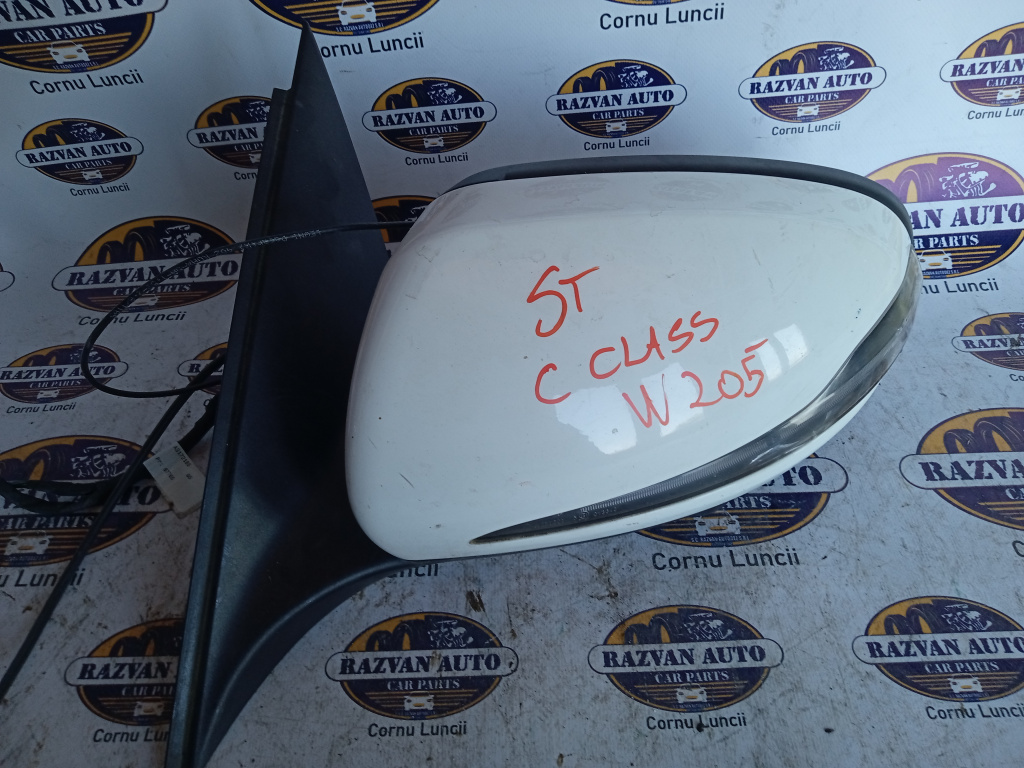 ST
C CLASS
W205
RAZVAN AUTO
CAR PARTS
Cornu Luncii